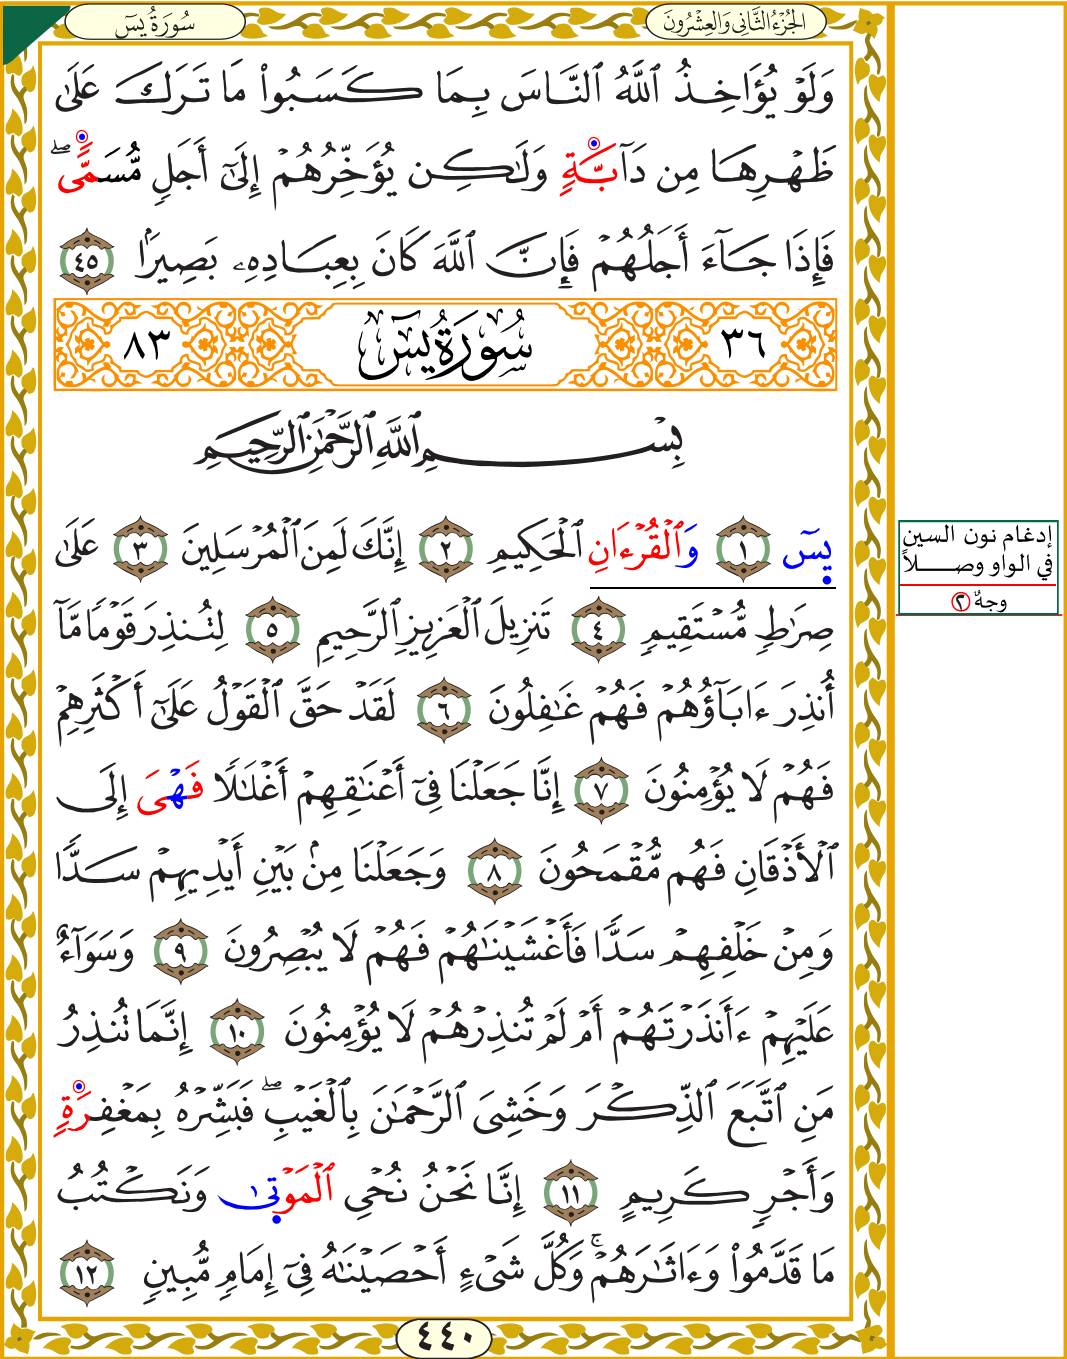 الجُزْءُ الثَّانِي وَالْعِشْرُونَ
سُورَةُ يسٓ
وَلَوْ يُؤَاخِذُ ٱللَّهُ ٱلنَّاسَ بِمَا كَسَبُوا۟ مَا تَرَكَ عَلَىٰ
ظَهْرِهَا مِن دَآبَّةٍ وَلَٰكِن يُؤَخِّرُهُمْ إِلَىٰٓ أَجَلٍ مُّسَمًّى ۖ
فَإِذَا جَآءَ أَجَلُهُمْ فَإِنَّ ٱللَّهَ كَانَ بِعِبَادِهِۦ بَصِيرًۢا ٤٥
٣٦ سُورَةُ يسٓ ٨٣
بِسْمِ ٱللَّهِ ٱلرَّحْمَٰنِ ٱلرَّحِيمِ
يسٓ ١ وَٱلْقُرْءَانِ ٱلْحَكِيمِ ٢ إِنَّكَ لَمِنَ ٱلْمُرْسَلِينَ ٣ عَلَىٰ
صِرَٰطٍ مُّسْتَقِيمٍ ٤ تَنزِيلَ ٱلْعَزِيزِ ٱلرَّحِيمِ ٥ لِتُنذِرَ قَوْمًا مَّآ
أُنذِرَ ءَابَآؤُهُمْ فَهُمْ غَٰفِلُونَ ٦ لَقَدْ حَقَّ ٱلْقَوْلُ عَلَىٰٓ أَكْثَرِهِمْ
فَهُمْ لَا يُؤْمِنُونَ ٧ إِنَّا جَعَلْنَا فِىٓ أَعْنَٰقِهِمْ أَغْلَٰلًا فَهْىَ إِلَى
ٱلْأَذْقَانِ فَهُم مُّقْمَحُونَ ٨ وَجَعَلْنَا مِنۢ بَيْنِ أَيْدِيهِمْ سَدًّا
وَمِنْ خَلْفِهِمْ سَدًّا فَأَغْشَيْنَٰهُمْ فَهُمْ لَا يُبْصِرُونَ ٩ وَسَوَآءٌ
عَلَيْهِمْ ءَأَنذَرْتَهُمْ أَمْ لَمْ تُنذِرْهُمْ لَا يُؤْمِنُونَ ١٠ إِنَّمَا تُنذِرُ
مَنِ ٱتَّبَعَ ٱلذِّكْرَ وَخَشِىَ ٱلرَّحْمَٰنَ بِٱلْغَيْبِ ۖ فَبَشِّرْهُ بِمَغْفِرَةٍ
وَأَجْرٍ كَرِيمٍ ١١ إِنَّا نَحْنُ نُحْىِ ٱلْمَوْتَىٰ وَنَكْتُبُ
مَا قَدَّمُوا۟ وَءَاثَٰرَهُمْ ۚ وَكُلَّ شَىْءٍ أَحْصَيْنَٰهُ فِىٓ إِمَامٍ مُّبِينٍ ١٢
٤٤٠
إدغام نون السين
في الواو وصلاً
وجهٌ ٢